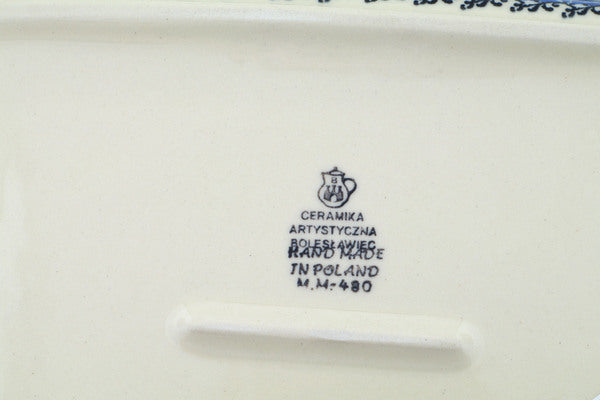 B
CERAMIKA
ARTYSTYCZNA
BOLESŁAWIEC
HAND MADE
IN POLAND
M.M-480